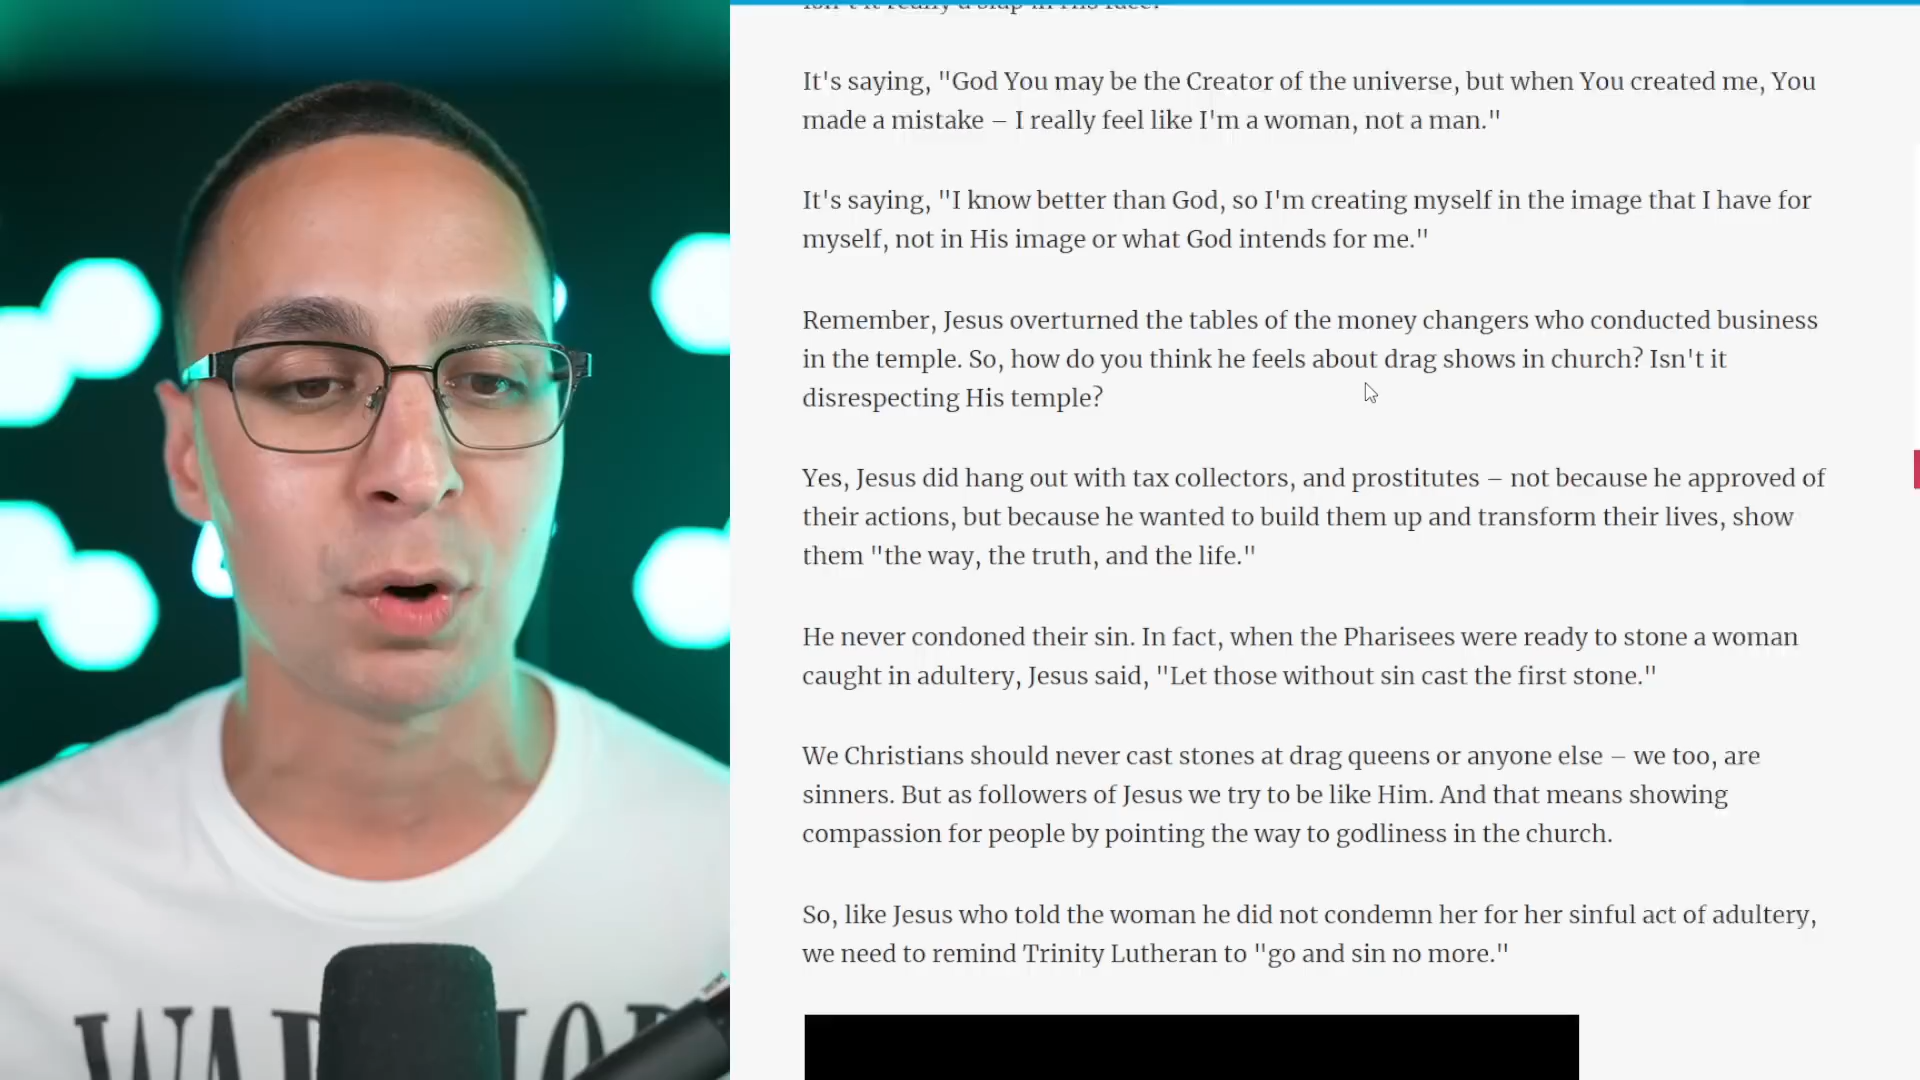 It's saying, "God You may be the Creator of the universe, but when You created me, You
made a mistake – I really feel like I'm a woman, not a man."
It's saying, "I know better than God, so I'm creating myself in the image that I have for
myself, not in His image or what God intends for me."
Remember, Jesus overturned the tables of the money changers who conducted business
in the temple. So, how do you think he feels about drag shows in church? Isn't it
disrespecting His temple?
Yes, Jesus did hang out with tax collectors, and prostitutes – not because he approved of
their actions, but because he wanted to build them up and transform their lives, show
them "the way, the truth, and the life."
He never condoned their sin. In fact, when the Pharisees were ready to stone a woman
caught in adultery, Jesus said, "Let those without sin cast the first stone."
We Christians should never cast stones at drag queens or anyone else – we too, are
sinners. But as followers of Jesus we try to be like Him. And that means showing
compassion for people by pointing the way to godliness in the church.
So, like Jesus who told the woman he did not condemn her for her sinful act of adultery,
we need to remind Trinity Lutheran to "go and sin no more."